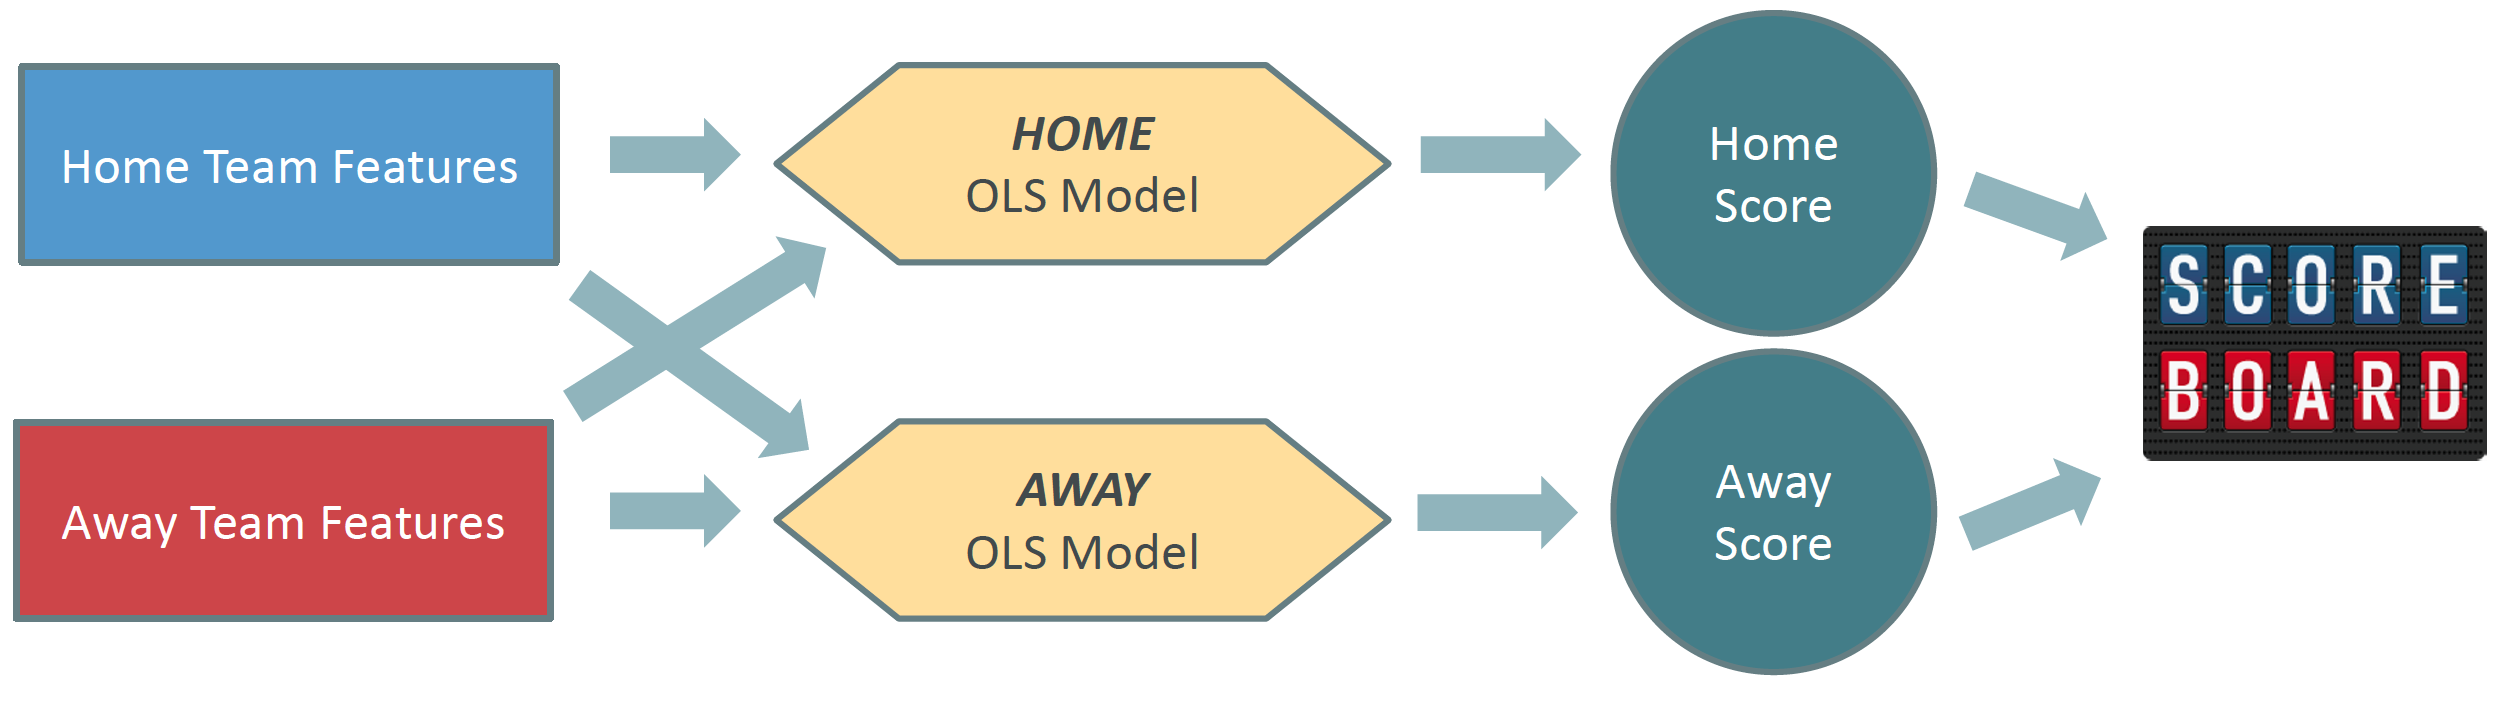 Home Team Features
HOME
OLS Model
Home
Score
Away Team Features
AWAY
OLS Model
Away
Score
SCORE
BOARD